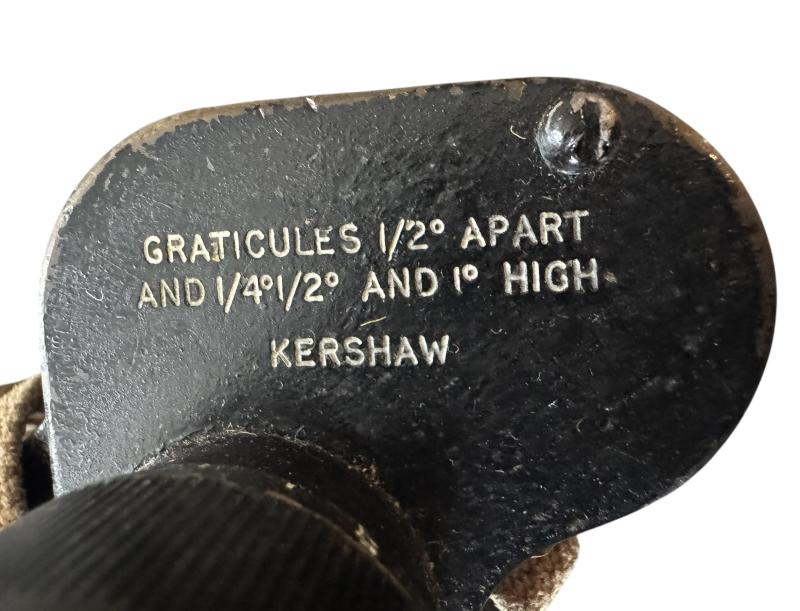 GRATICULES 1/2° APART
AND 1/4°1/2° AND 1° HIGH
KERSHAW